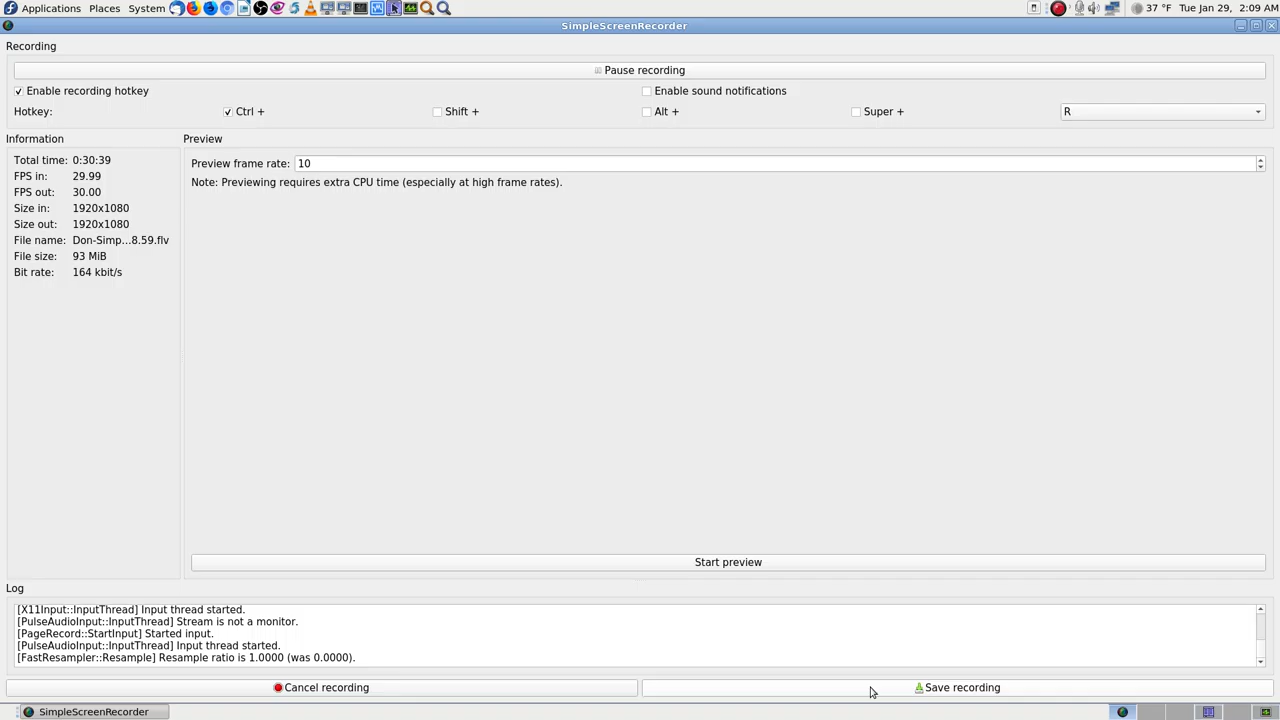 Applications Places System 37 °F Tue Jan 29, 2:09 AM
SimpleScreenRecorder
Recording
Pause recording
Enable recording hotkey Enable sound notifications
Hotkey: Ctrl + Shift + Alt + Super + R
Information Preview
Total time: 0:30:39
FPS in: 29.99
FPS out: 30.00
Size in: 1920x1080
Size out: 1920x1080
File name: Don-Simp...8.59.flv
File size: 93 MiB
Bit rate: 164 kbit/s
Preview frame rate: 10
Note: Previewing requires extra CPU time (especially at high frame rates).
Start preview
Log
[X11Input::InputThread] Input thread started.
[PulseAudioInput::InputThread] Stream is not a monitor.
[PageRecord::StartInput] Started input.
[PulseAudioInput::InputThread] Input thread started.
[FastResampler::Resample] Resample ratio is 1.0000 (was 0.0000).
Cancel recording Save recording
SimpleScreenRecorder